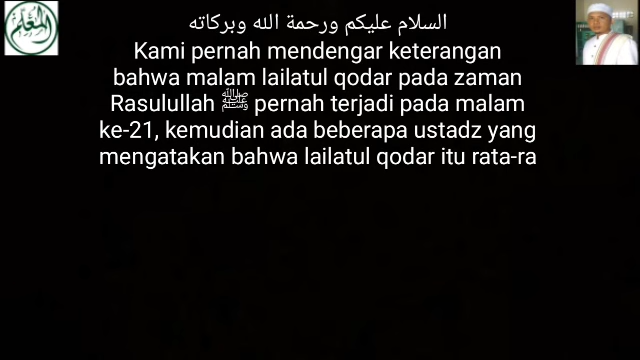 المعلم
السلام عليكم ورحمة الله وبركاته
Kami pernah mendengar keterangan
bahwa malam lailatul qodar pada zaman
Rasulullah ﷺ pernah terjadi pada malam
ke-21, kemudian ada beberapa ustadz yang
mengatakan bahwa lailatul qodar itu rata-ra